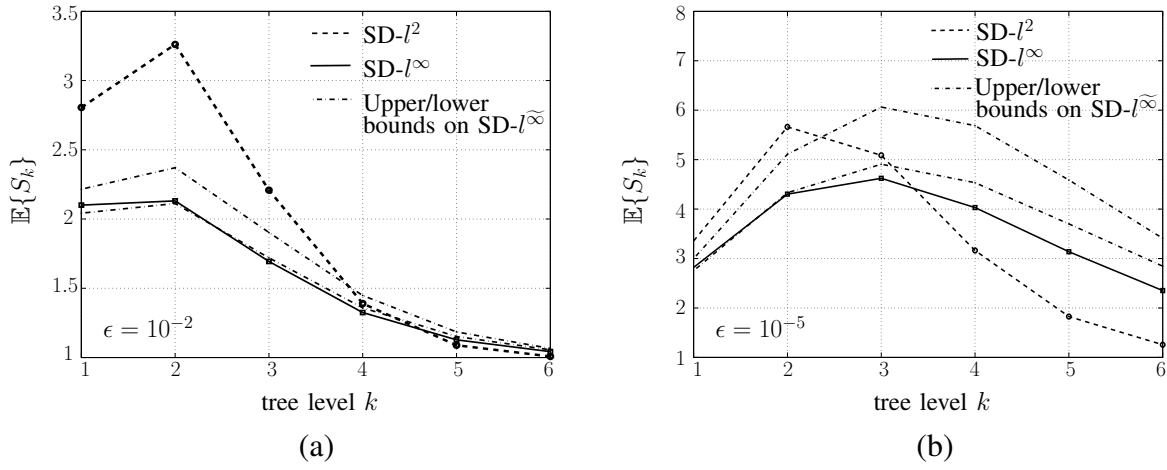 3.5
3
2.5
2
1.5
1
𝔼{S_k}
SD-l²
SD-l^∞
Upper/lower
bounds on SD-l^∞̃
ϵ = 10⁻²
1 2 3 4 5 6
tree level k
(a)
8
7
6
5
4
3
2
1
𝔼{S_k}
SD-l²
SD-l^∞
Upper/lower
bounds on SD-l^∞̃
ϵ = 10⁻⁵
1 2 3 4 5 6
tree level k
(b)